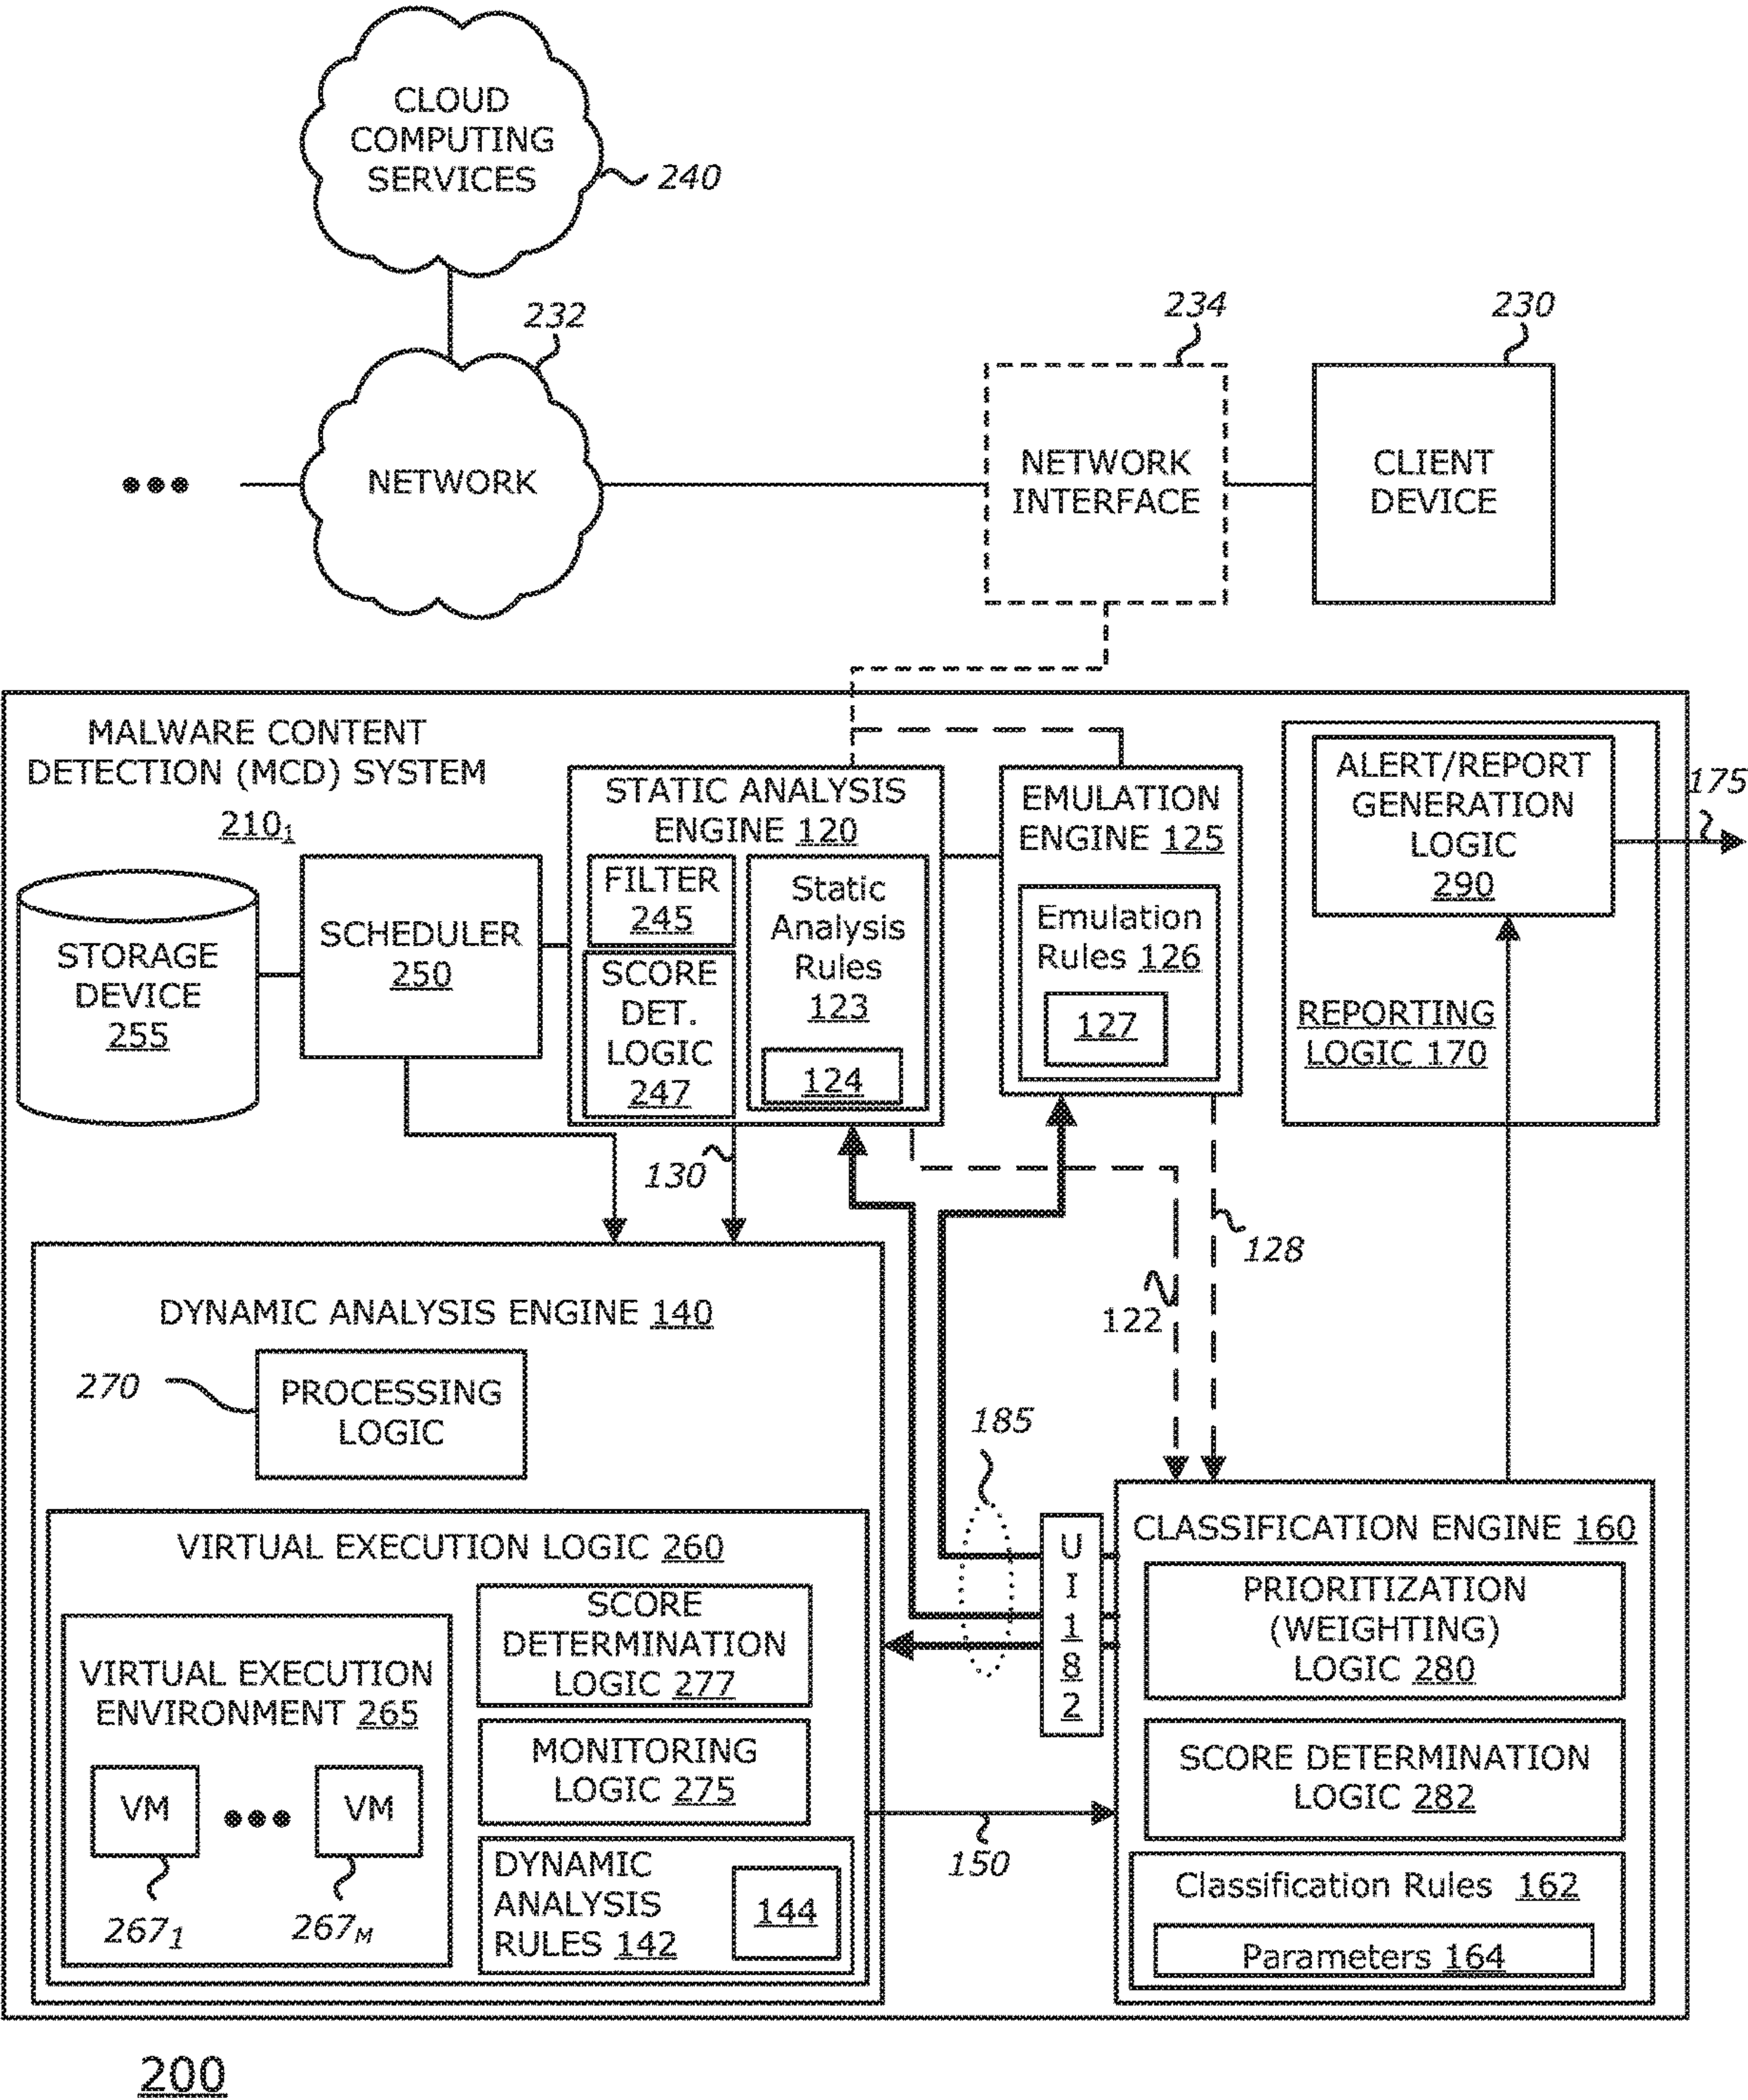 CLOUD
COMPUTING
SERVICES
240
232
234
230
NETWORK
NETWORK
INTERFACE
CLIENT
DEVICE
MALWARE CONTENT
DETECTION (MCD) SYSTEM
210₁
STORAGE
DEVICE
255
SCHEDULER
250
STATIC ANALYSIS
ENGINE 120
FILTER
245
SCORE
DET.
LOGIC
247
Static
Analysis
Rules
123
124
EMULATION
ENGINE 125
Emulation
Rules 126
127
ALERT/REPORT
GENERATION
LOGIC
290
175
REPORTING
LOGIC 170
130
128
122
DYNAMIC ANALYSIS ENGINE 140
270
PROCESSING
LOGIC
185
VIRTUAL EXECUTION LOGIC 260
VIRTUAL EXECUTION
ENVIRONMENT 265
VM
VM
267₁
267M
SCORE
DETERMINATION
LOGIC 277
MONITORING
LOGIC 275
DYNAMIC
ANALYSIS
RULES 142
144
150
U
I
1
8
2
CLASSIFICATION ENGINE 160
PRIORITIZATION
(WEIGHTING)
LOGIC 280
SCORE DETERMINATION
LOGIC 282
Classification Rules 162
Parameters 164
200